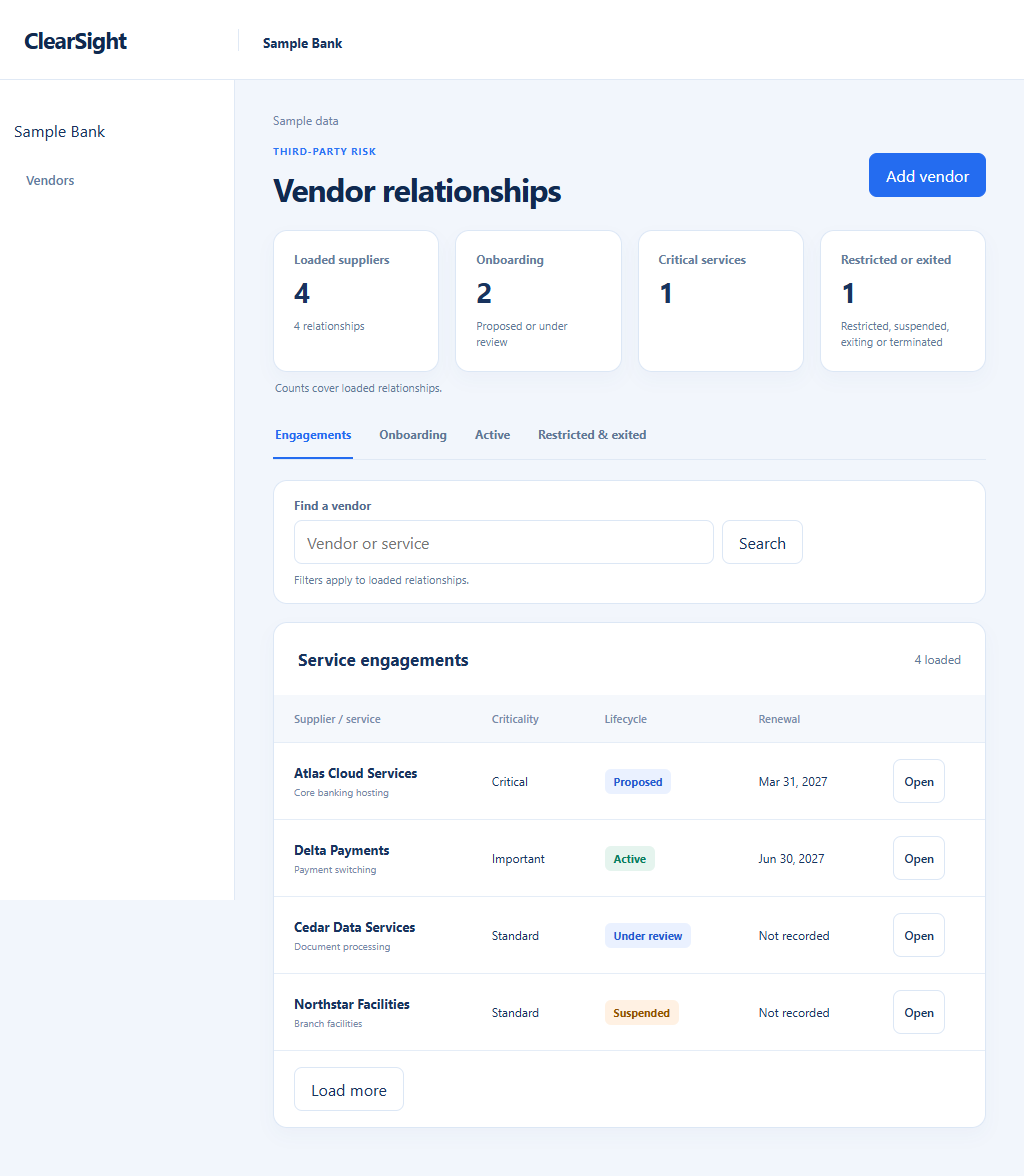 ClearSight
Sample Bank
Sample Bank
Vendors
Sample data
THIRD-PARTY RISK
Vendor relationships
Add vendor
Loaded suppliers
4
4 relationships
Onboarding
2
Proposed or under
review
Critical services
1
Restricted or exited
1
Restricted, suspended,
exiting or terminated
Counts cover loaded relationships.
Engagements Onboarding Active Restricted & exited
Find a vendor
Vendor or service Search
Filters apply to loaded relationships.
Service engagements 4 loaded
Supplier / service Criticality Lifecycle Renewal
Atlas Cloud Services
Core banking hosting
Critical Proposed Mar 31, 2027 Open
Delta Payments
Payment switching
Important Active Jun 30, 2027 Open
Cedar Data Services
Document processing
Standard Under review Not recorded Open
Northstar Facilities
Branch facilities
Standard Suspended Not recorded Open
Load more